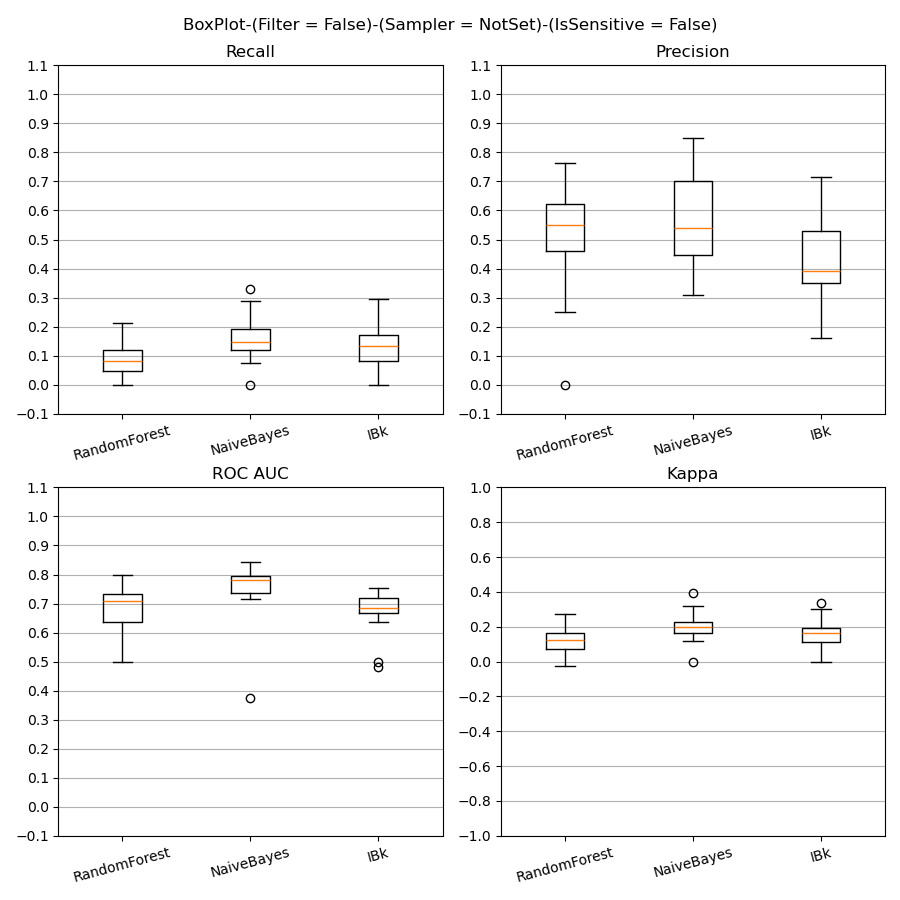 BoxPlot-(Filter = False)-(Sampler = NotSet)-(IsSensitive = False)
Recall
1.1
1.0
0.9
0.8
0.7
0.6
0.5
0.4
0.3
0.2
0.1
0.0
−0.1
RandomForest
NaiveBayes
IBk
Precision
1.1
1.0
0.9
0.8
0.7
0.6
0.5
0.4
0.3
0.2
0.1
0.0
−0.1
RandomForest
NaiveBayes
IBk
ROC AUC
1.1
1.0
0.9
0.8
0.7
0.6
0.5
0.4
0.3
0.2
0.1
0.0
−0.1
RandomForest
NaiveBayes
IBk
Kappa
1.0
0.8
0.6
0.4
0.2
0.0
−0.2
−0.4
−0.6
−0.8
−1.0
RandomForest
NaiveBayes
IBk